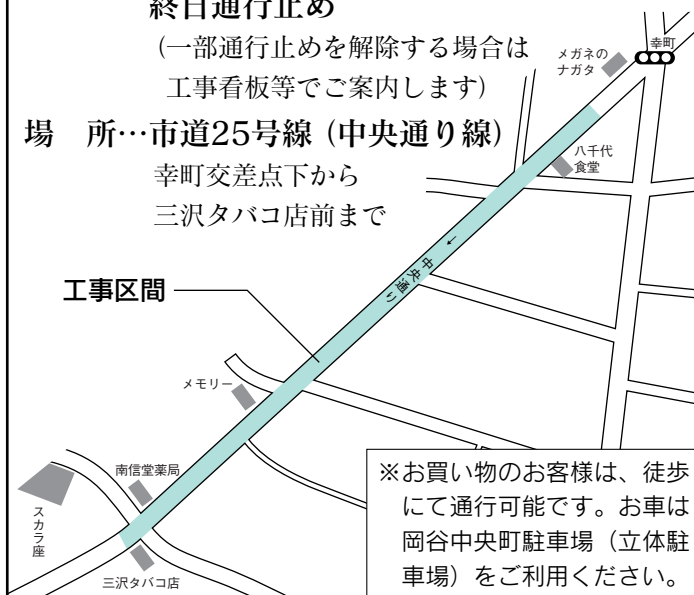 終日通行止め
(一部通行止めを解除する場合は
工事看板等でご案内します)
場　所…市道25号線 (中央通り線)
幸町交差点下から
三沢タバコ店前まで
幸町
メガネの
ナガタ
八千代
食堂
←中央通り
工事区間
メモリー
南信堂薬局
スカラ座
三沢タバコ店
※お買い物のお客様は、徒歩
にて通行可能です。お車は
岡谷中央町駐車場（立体駐
車場）をご利用ください。